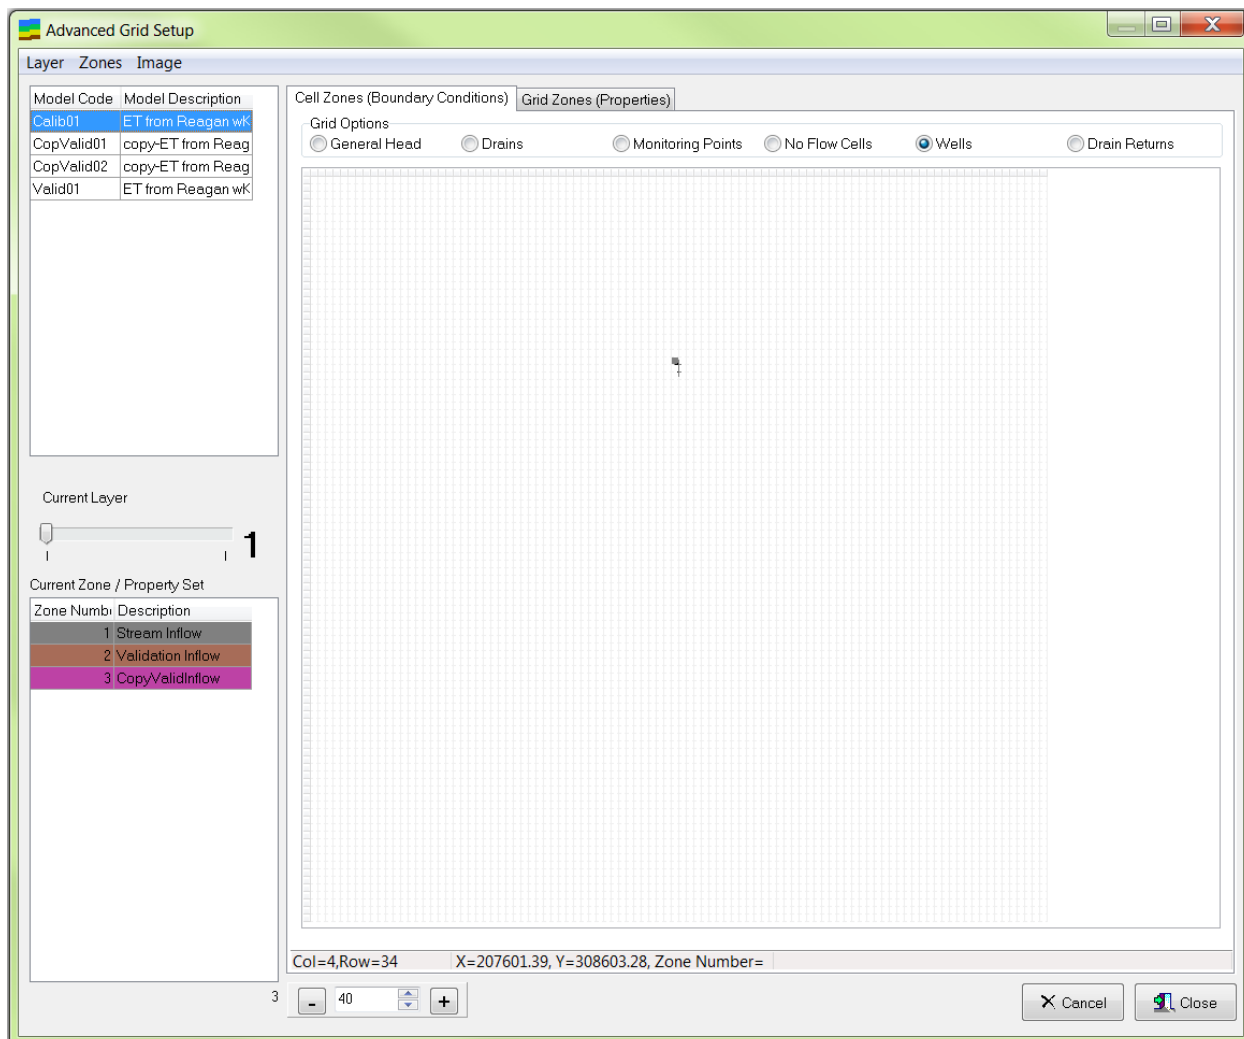 Advanced Grid Setup
Layer Zones Image
Model Code Model Description
Calib01 ET from Reagan wK
CopValid01 copy-ET from Reag
CopValid02 copy-ET from Reag
Valid01 ET from Reagan wK
Cell Zones (Boundary Conditions) Grid Zones (Properties)
Grid Options
General Head Drains Monitoring Points No Flow Cells Wells Drain Returns
Current Layer
1
Current Zone / Property Set
Zone Numb Description
1 Stream Inflow
2 Validation Inflow
3 CopyValidInflow
3
Col=4,Row=34 X=207601.39, Y=308603.28, Zone Number=
- 40 +
Cancel Close